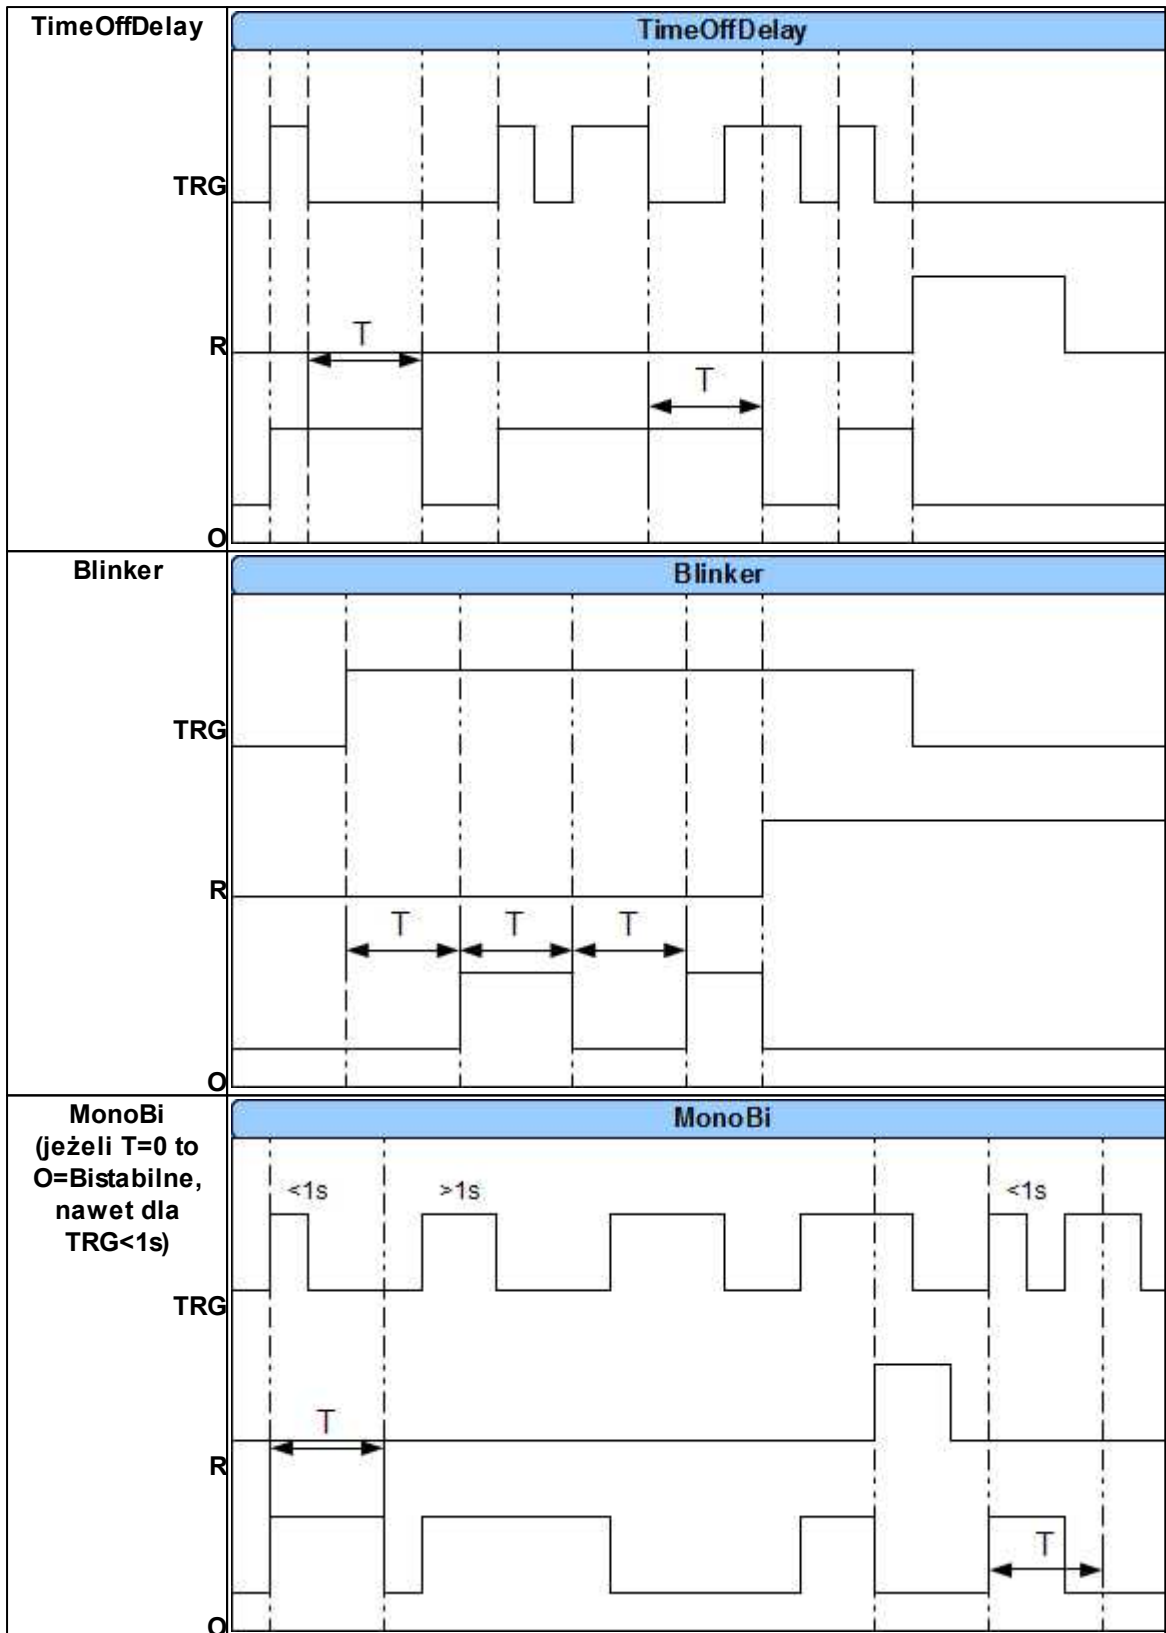 TimeOffDelay
TimeOffDelay
TRG
R
T
T
O
Blinker
Blinker
TRG
R
T T T
O
MonoBi
(jeżeli T=0 to
O=Bistabilne,
nawet dla
TRG<1s)
MonoBi
<1s >1s <1s
TRG
T
R
T
O